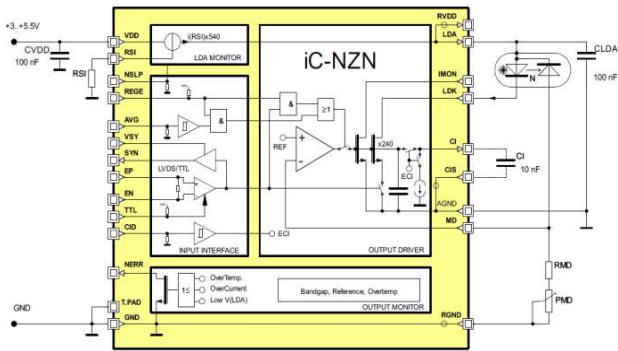 +3..+5.5V
CVDD
100 nF
RSI
GND
VDD
RSI
NSLP
REGE
AVG
VSY
SYN
EP
EN
TTL
CID
NERR
T.PAD
GND
i(RSI)x540
LDA MONITOR
iC-NZN
&
LVDS/TTL
ECI
INPUT INTERFACE
&
≥1
REF
+
-
x240
ECI
OUTPUT DRIVER
1≤
OverTemp.
OverCurrent
Low V(LDA)
Bandgap, Reference, Overtemp
OUTPUT MONITOR
RVDD
LDA
IMON
LDK
CI
CIS
AGND
MD
RGND
N
CLDA
100 nF
CI
10 nF
RMD
PMD